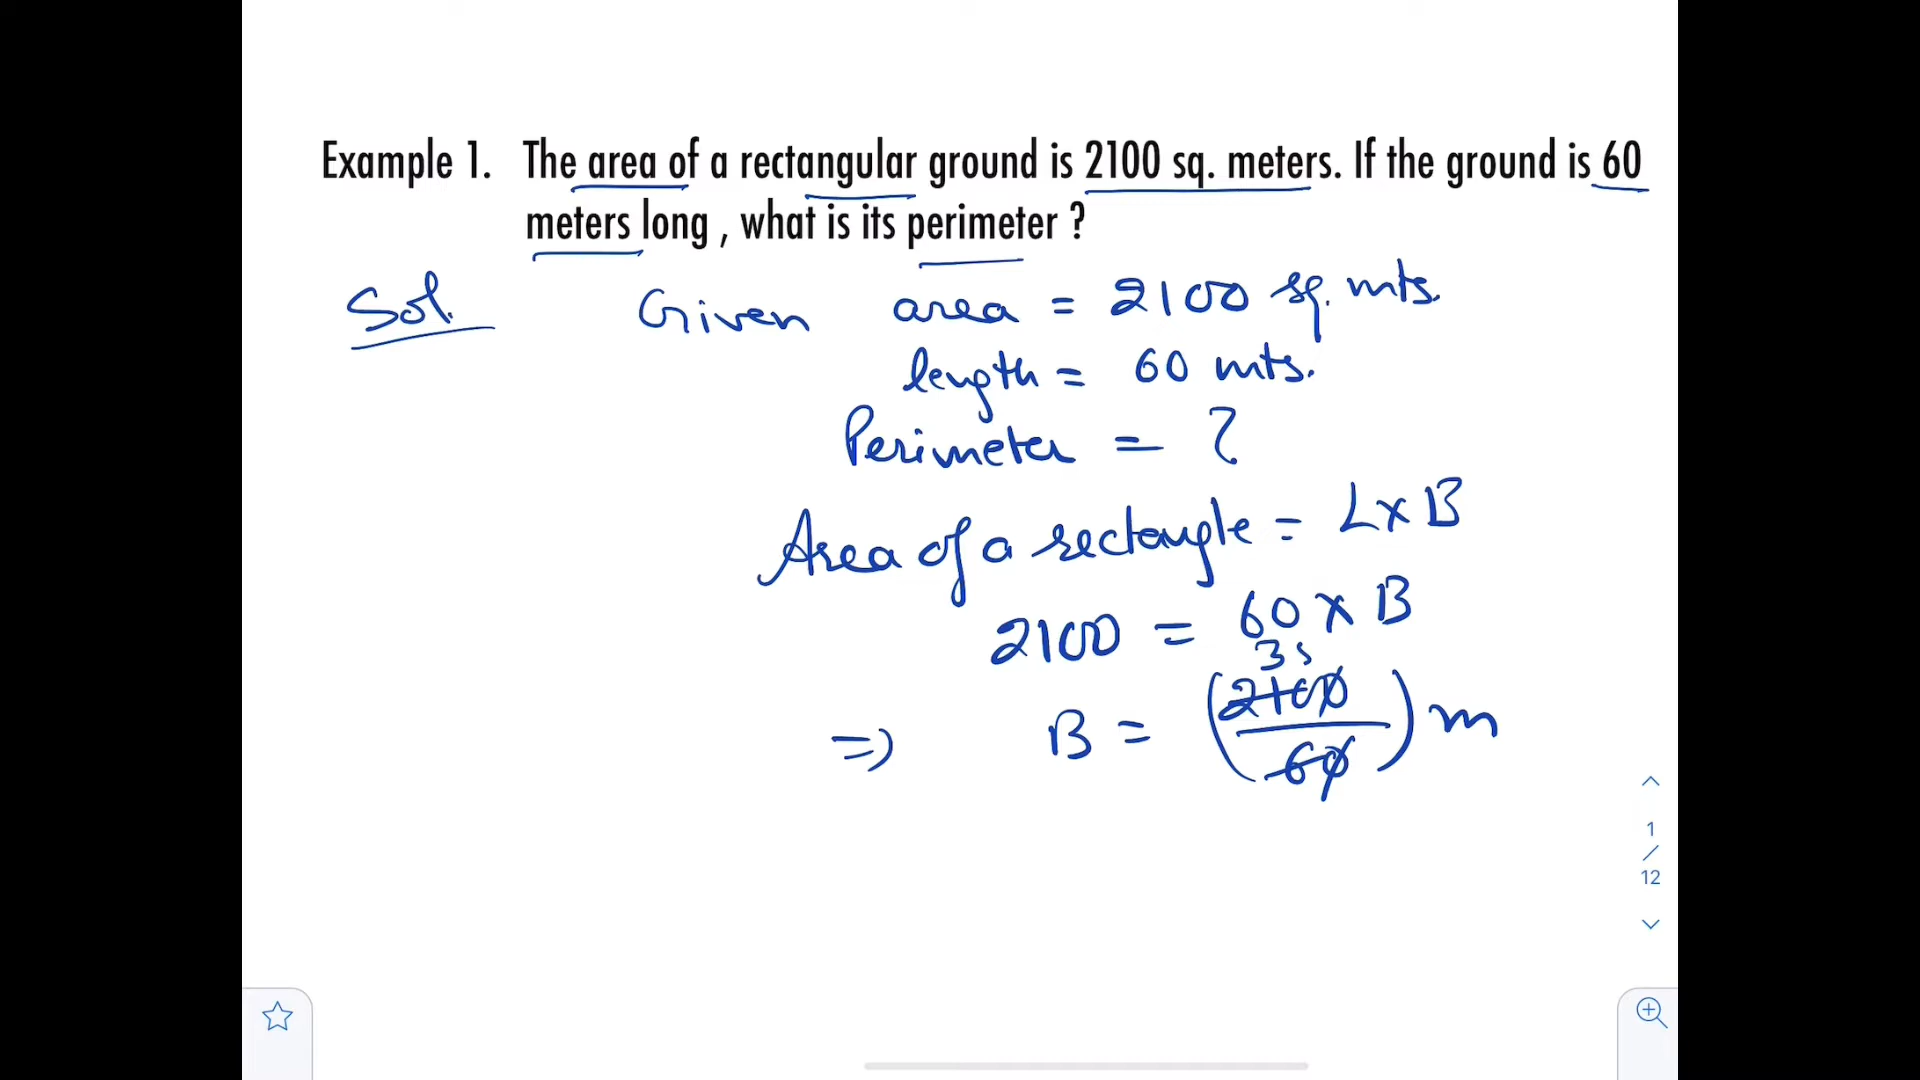 Example 1. The area of a rectangular ground is 2100 sq. meters. If the ground is 60
meters long , what is its perimeter ?
Sol. Given area = 2100 sq. mts.
length = 60 mts.
Perimeter = ?
Area of a rectangle = L x B
2100 = 60 x B
35
=> B = (2100/60) m
1
/
12